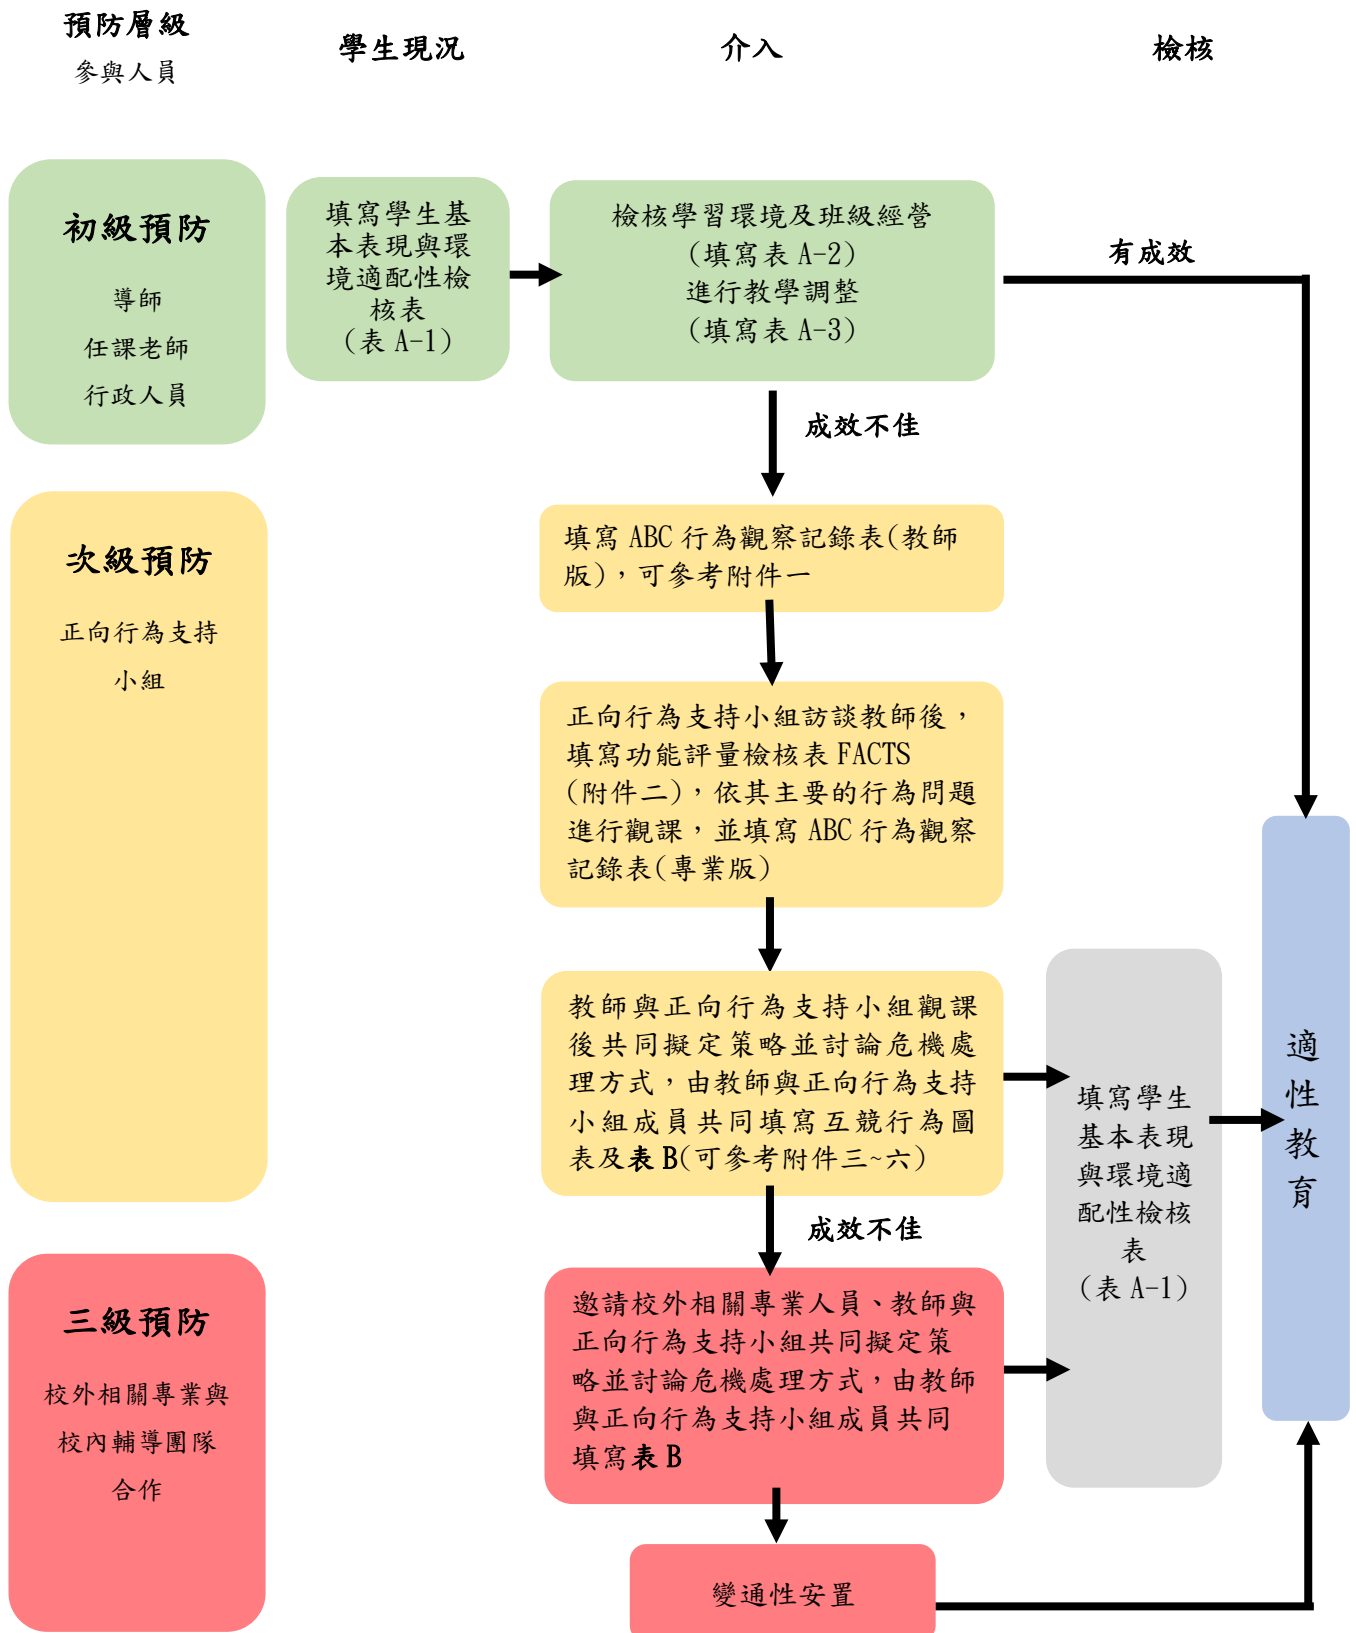 預防層級
參與人員
學生現況
介入
檢核
初級預防
導師
任課老師
行政人員
填寫學生基
本表現與環
境適配性檢
核表
(表 A-1)
檢核學習環境及班級經營
(填寫表 A-2)
進行教學調整
(填寫表 A-3)
有成效
成效不佳
次級預防
正向行為支持
小組
填寫 ABC 行為觀察記錄表(教師
版)，可參考附件一
正向行為支持小組訪談教師後，
填寫功能評量檢核表 FACTS
(附件二)，依其主要的行為問題
進行觀課，並填寫 ABC 行為觀察
記錄表(專業版)
教師與正向行為支持小組觀課
後共同擬定策略並討論危機處
理方式，由教師與正向行為支持
小組成員共同填寫互競行為圖
表及表 B(可參考附件三~六)
成效不佳
填寫學生
基本表現
與環境適
配性檢核
表
(表 A-1)
適
性
教
育
三級預防
校外相關專業與
校內輔導團隊
合作
邀請校外相關專業人員、教師與
正向行為支持小組共同擬定策
略並討論危機處理方式，由教師
與正向行為支持小組成員共同
填寫表 B
變通性安置